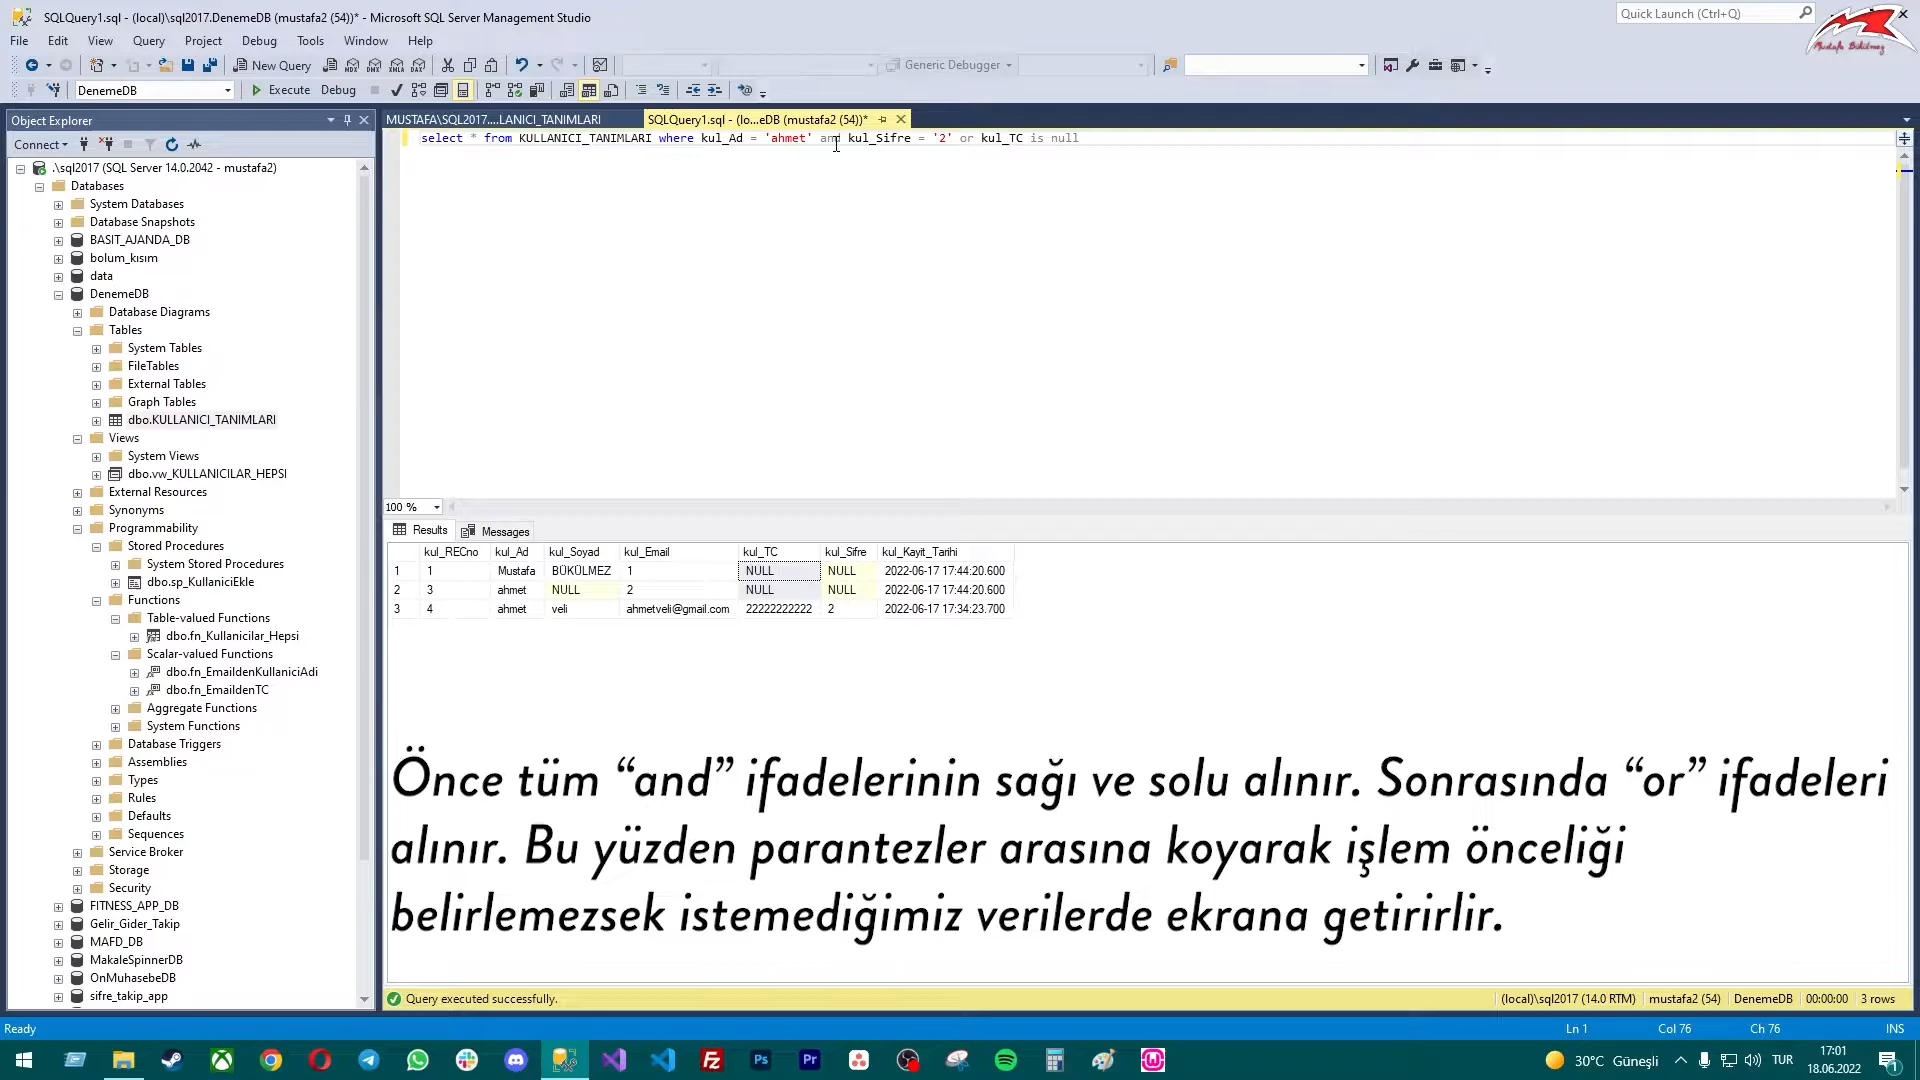 SQLQuery1.sql - (local)\sql2017.DenemeDB (mustafa2 (54))* - Microsoft SQL Server Management Studio
Quick Launch (Ctrl+Q)
Mustafa Bükülmez
File Edit View Query Project Debug Tools Window Help
New Query
Generic Debugger
DenemeDB
Execute Debug
Object Explorer
MUSTAFA\SQL2017....LANICI_TANIMLARI
SQLQuery1.sql - (lo...eDB (mustafa2 (54))*
Connect
select * from KULLANICI_TANIMLARI where kul_Ad = 'ahmet' and kul_Sifre = '2' or kul_TC is null
.\sql2017 (SQL Server 14.0.2042 - mustafa2)
Databases
System Databases
Database Snapshots
BASIT_AJANDA_DB
bolum_kısım
data
DenemeDB
Database Diagrams
Tables
System Tables
FileTables
External Tables
Graph Tables
dbo.KULLANICI_TANIMLARI
Views
System Views
dbo.vw_KULLANICILAR_HEPSI
External Resources
Synonyms
Programmability
Stored Procedures
System Stored Procedures
dbo.sp_KullaniciEkle
Functions
Table-valued Functions
dbo.fn_Kullanicilar_Hepsi
Scalar-valued Functions
dbo.fn_EmaildenKullaniciAdi
dbo.fn_EmaildenTC
Aggregate Functions
System Functions
Database Triggers
Assemblies
Types
Rules
Defaults
Sequences
Service Broker
Storage
Security
FITNESS_APP_DB
Gelir_Gider_Takip
MAFD_DB
MakaleSpinnerDB
OnMuhasebeDB
sifre_takip_app
100 %
Results Messages
kul_RECno kul_Ad kul_Soyad kul_Email kul_TC kul_Sifre kul_Kayit_Tarihi
1 1 Mustafa BÜKÜLMEZ 1 NULL NULL 2022-06-17 17:44:20.600
2 3 ahmet NULL 2 NULL NULL 2022-06-17 17:44:20.600
3 4 ahmet veli ahmetveli@gmail.com 22222222222 2 2022-06-17 17:34:23.700
Önce tüm “and” ifadelerinin sağı ve solu alınır. Sonrasında “or” ifadeleri
alınır. Bu yüzden parantezler arasına koyarak işlem önceliği
belirlemezsek istemediğimiz verilerde ekrana getirirlir.
Query executed successfully.
(local)\sql2017 (14.0 RTM) mustafa2 (54) DenemeDB 00:00:00 3 rows
Ready
Ln 1 Col 76 Ch 76 INS
Ps
Pr
30°C Güneşli
TUR
17:01
18.06.2022
1